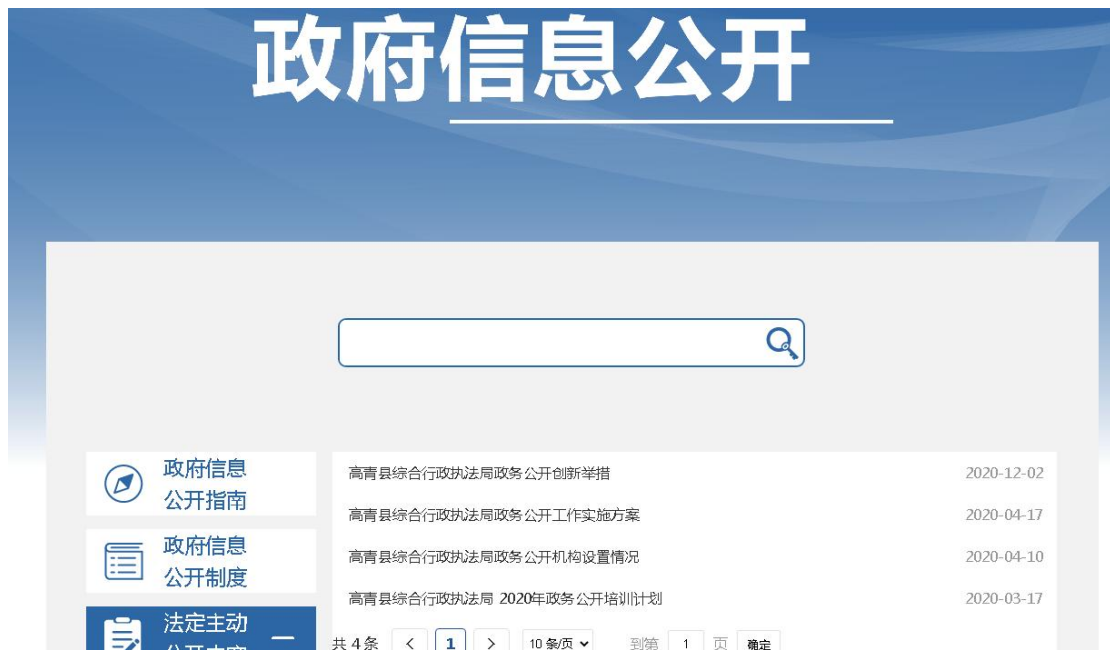 政府信息公开
政府信息
公开指南
政府信息
公开制度
法定主动
公开内容
高青县综合行政执法局政务公开创新举措 2020-12-02
高青县综合行政执法局政务公开工作实施方案 2020-04-17
高青县综合行政执法局政务公开机构设置情况 2020-04-10
高青县综合行政执法局 2020年政务公开培训计划 2020-03-17
共 4 条 < 1 > 10 条/页 到第 1 页 确定